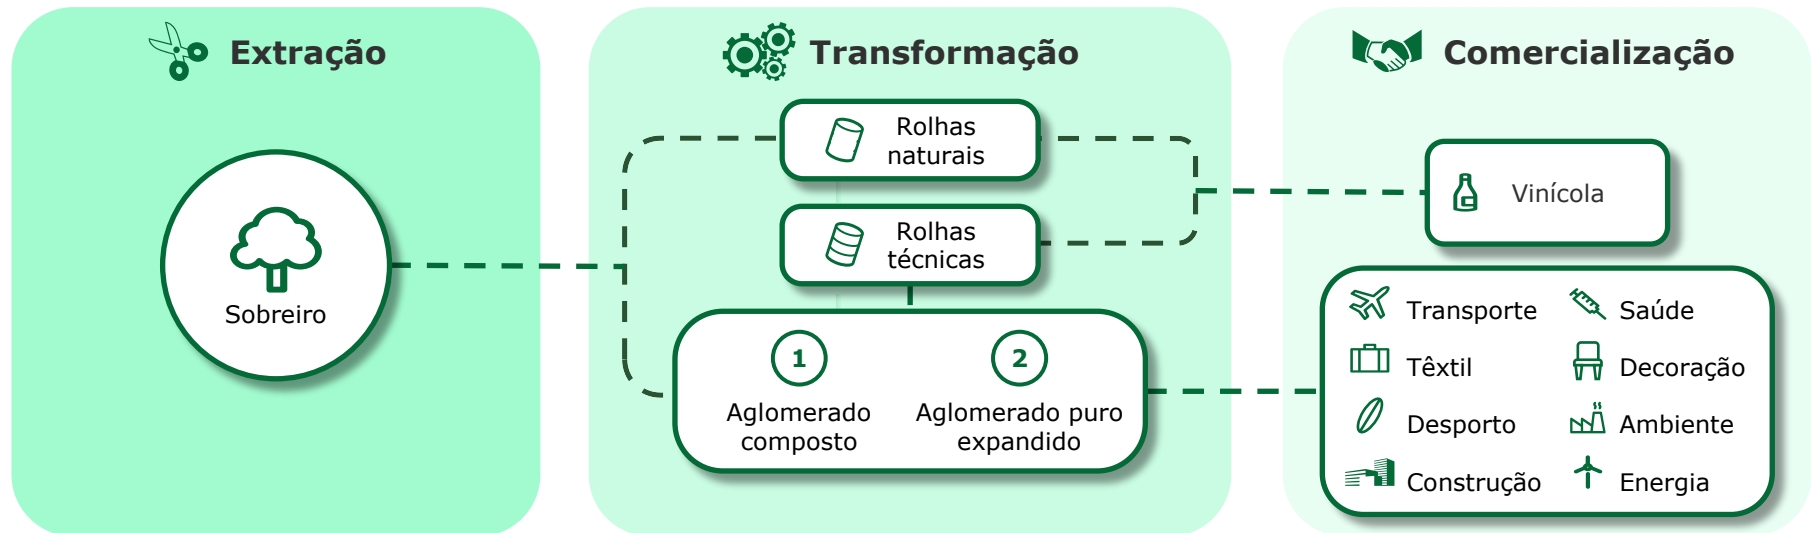 Extração
Sobreiro
Transformação
Rolhas
naturais
Rolhas
técnicas
1
Aglomerado
composto
2
Aglomerado puro
expandido
Comercialização
Vinícola
Transporte
Saúde
Têxtil
Decoração
Desporto
Ambiente
Construção
Energia